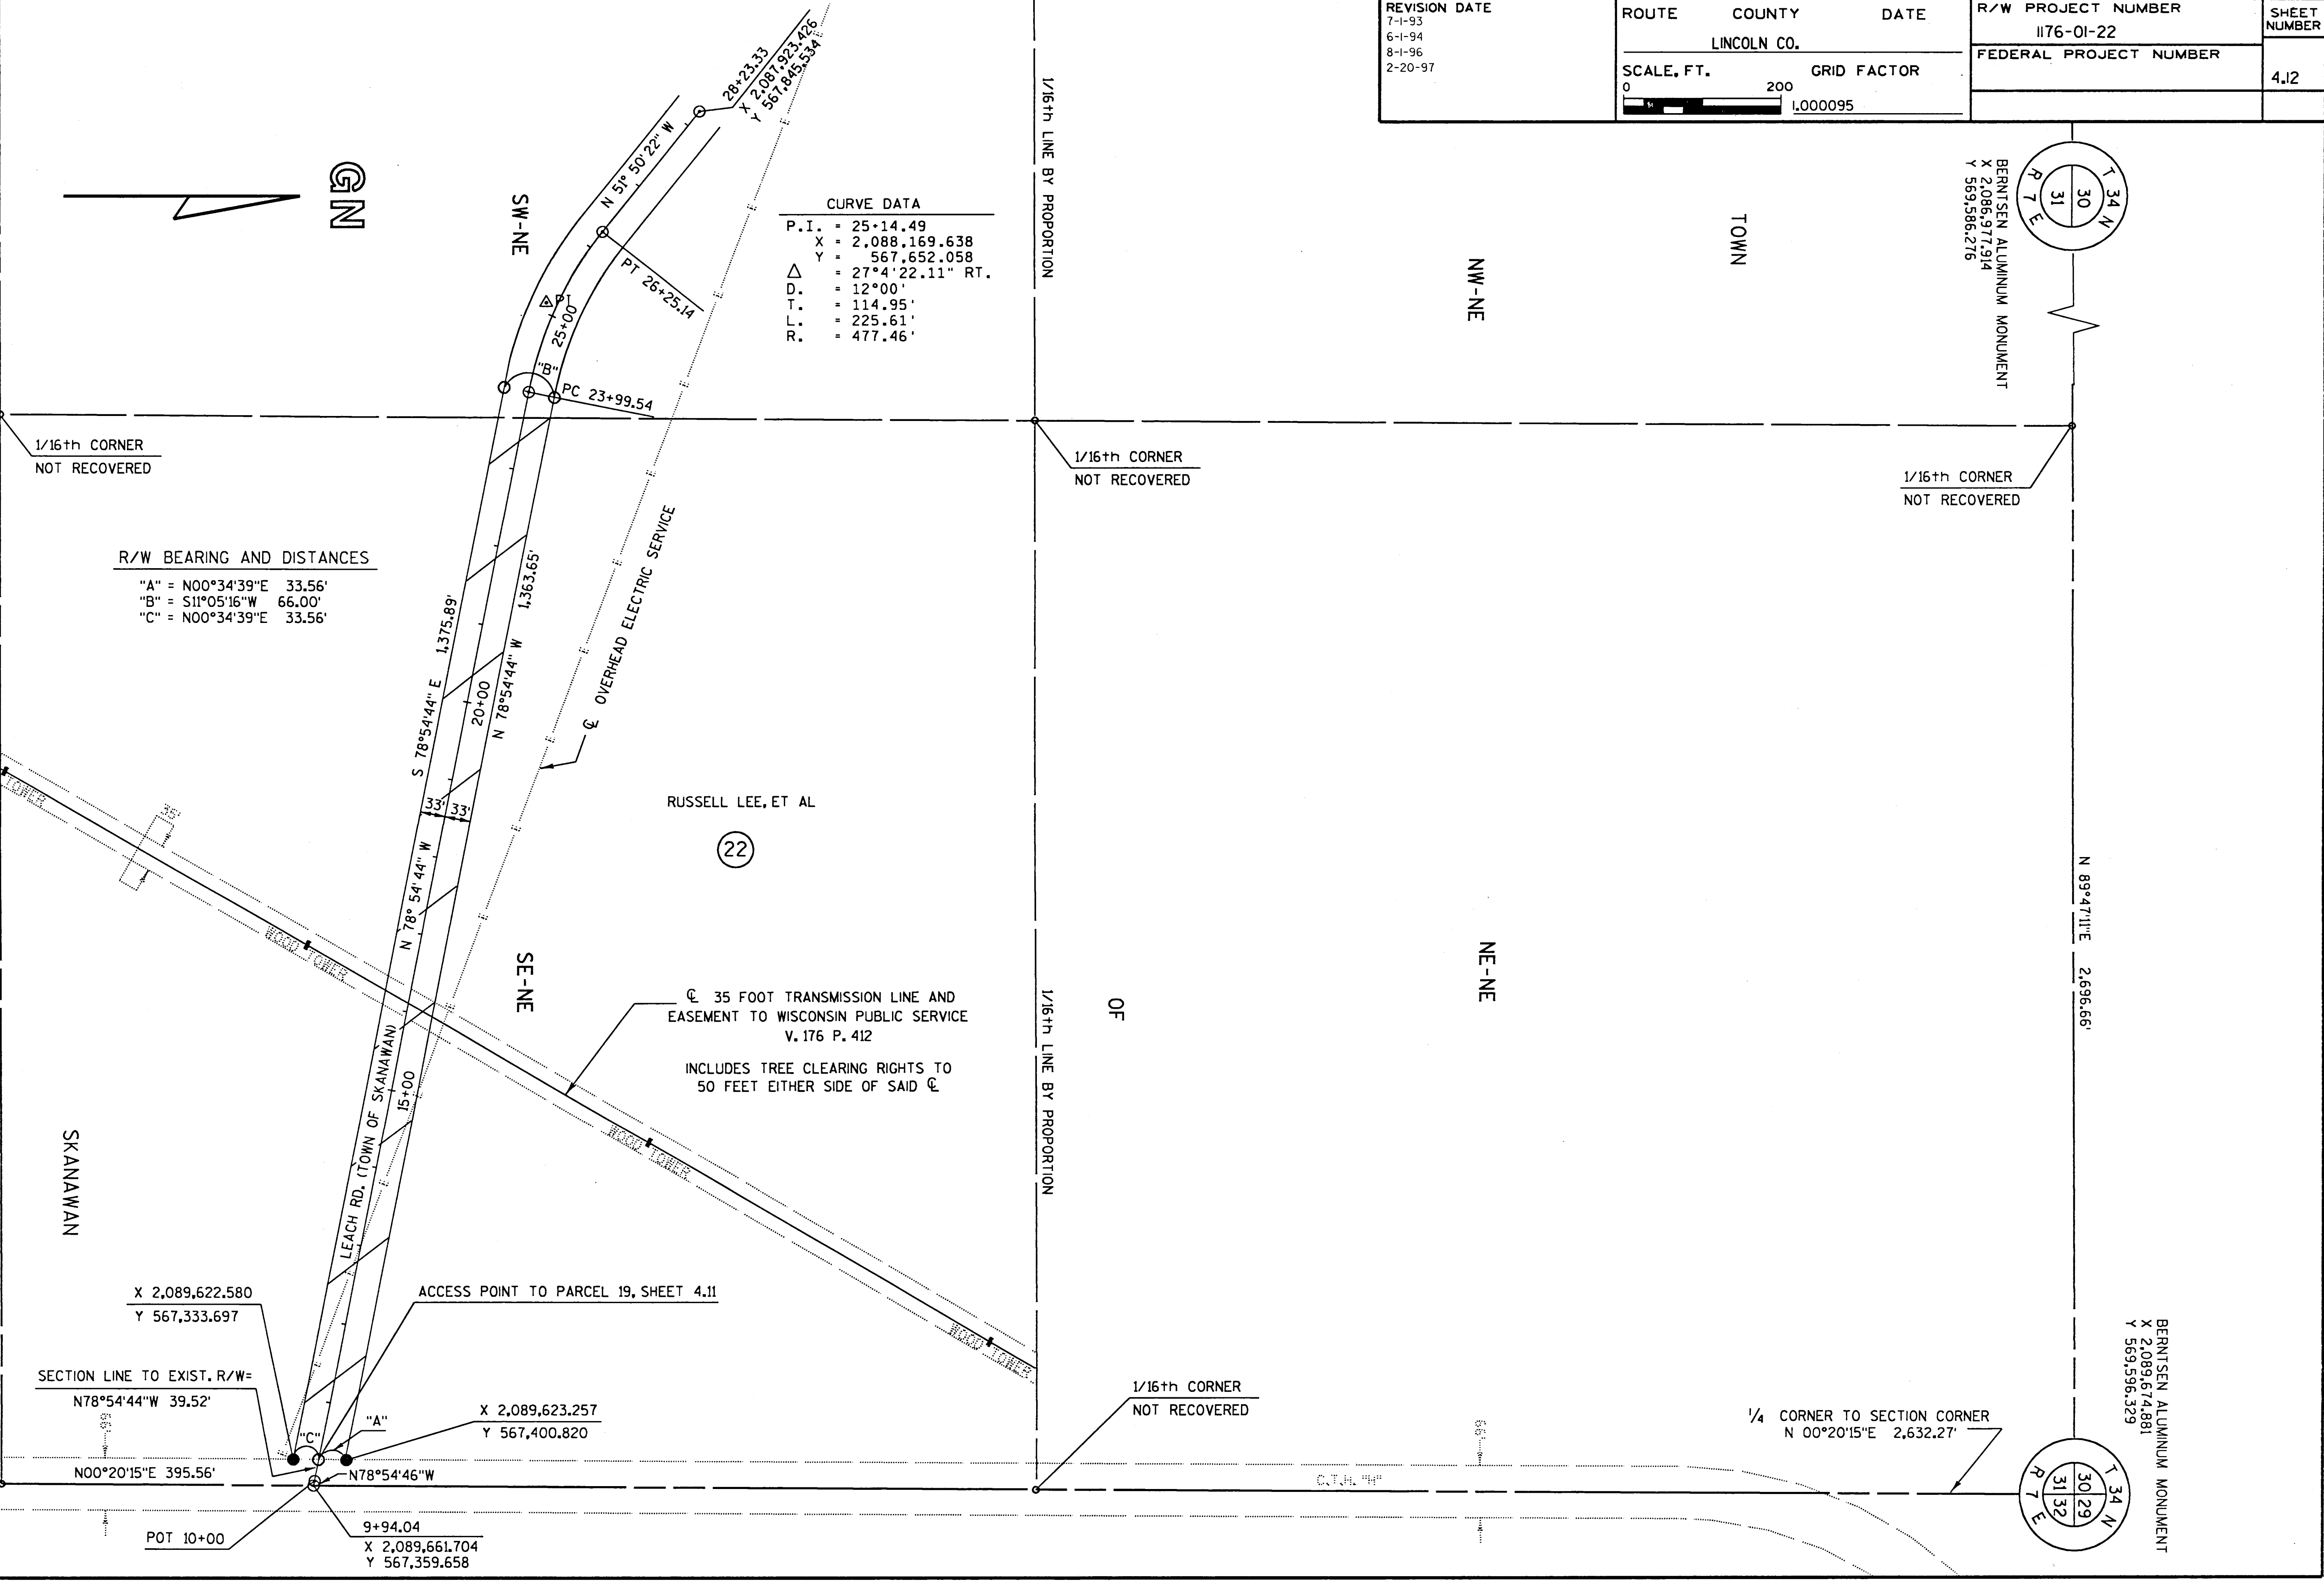 REVISION DATE
7-1-93
6-1-94
8-1-96
2-20-97
ROUTE COUNTY DATE
LINCOLN CO.
SCALE, FT. GRID FACTOR
0 200
1.000095
R/W PROJECT NUMBER
1176-01-22
FEDERAL PROJECT NUMBER
SHEET
NUMBER
4.12
GN
28+23.33
X 2,087,923.426
Y 567,845.534
N 51° 50' 22" W
SW-NE
CURVE DATA
P.I. = 25+14.49
X = 2,088,169.638
Y = 567,652.058
△ = 27°4'22.11" RT.
D. = 12°00'
T. = 114.95'
L. = 225.61'
R. = 477.46'
PT 26+25.14
PI
25+00
"B"
PC 23+99.54
1/16th LINE BY PROPORTION
NW-NE
TOWN
BERNTSEN ALUMINUM MONUMENT
X 2,086,977.914
Y 569,586.276
T 34 N
30
31
R 7 E
1/16th CORNER
NOT RECOVERED
1/16th CORNER
NOT RECOVERED
1/16th CORNER
NOT RECOVERED
R/W BEARING AND DISTANCES
"A" = N00°34'39"E 33.56'
"B" = S11°05'16"W 66.00'
"C" = N00°34'39"E 33.56'
S 78°54'44" E 1,375.89'
N 78°54'44" W 1,363.65'
20+00
℄ OVERHEAD ELECTRIC SERVICE
33' 33'
N 78° 54' 44" W
RUSSELL LEE, ET AL
22
TOWER
35'
WOOD TOWER
SE-NE
℄ 35 FOOT TRANSMISSION LINE AND
EASEMENT TO WISCONSIN PUBLIC SERVICE
V. 176 P. 412
INCLUDES TREE CLEARING RIGHTS TO
50 FEET EITHER SIDE OF SAID ℄
OF
NE-NE
N 89°47'11"E 2,696.66'
1/16th LINE BY PROPORTION
15+00
LEACH RD. (TOWN OF SKANAWAN)
WOOD TOWER
WOOD TOWER
SKANAWAN
X 2,089,622.580
Y 567,333.697
ACCESS POINT TO PARCEL 19, SHEET 4.11
SECTION LINE TO EXIST. R/W=
N78°54'44"W 39.52'
"A"
"C"
X 2,089,623.257
Y 567,400.820
66'
N00°20'15"E 395.56'
N78°54'46"W
POT 10+00
9+94.04
X 2,089,661.704
Y 567,359.658
1/16th CORNER
NOT RECOVERED
66'
C.T.H. "H"
1/4 CORNER TO SECTION CORNER
N 00°20'15"E 2,632.27'
BERNTSEN ALUMINUM MONUMENT
X 2,089,674.881
Y 569,596.329
T 34 N
30 29
31 32
R 7 E